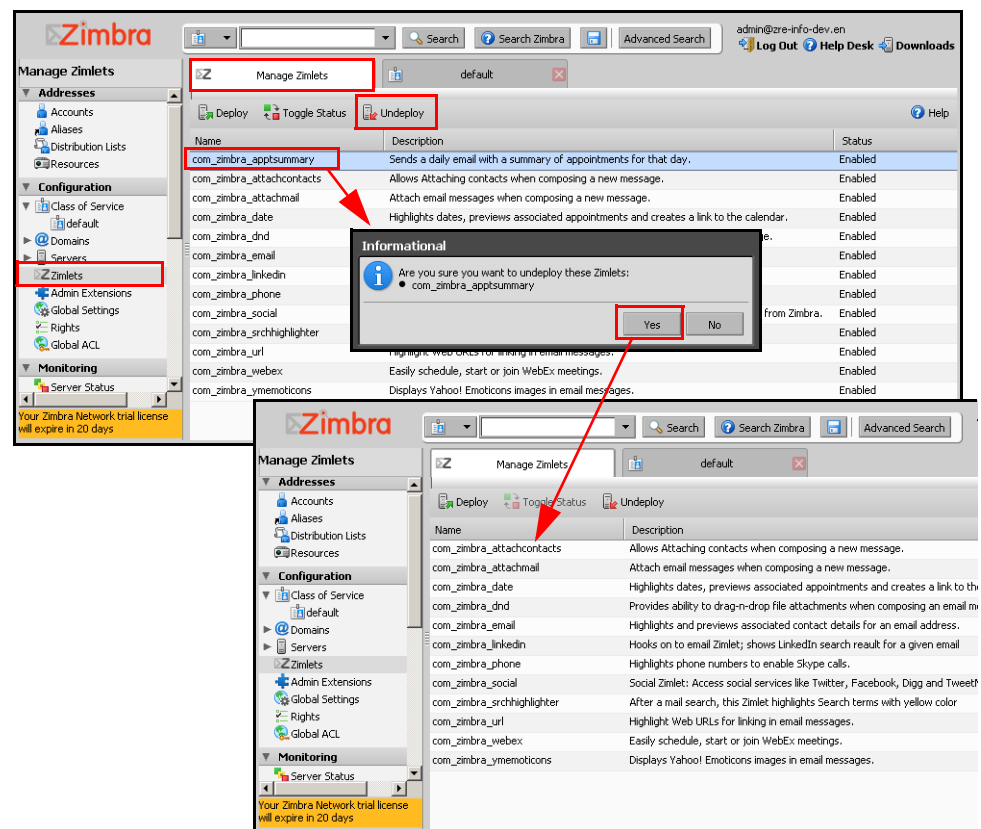 Zimbra
Search
Search Zimbra
Advanced Search
admin@zre-info-dev.en
Log Out
Help Desk
Downloads
Manage Zimlets
Manage Zimlets
default
Addresses
Accounts
Aliases
Distribution Lists
Resources
Configuration
Class of Service
default
Domains
Servers
Zimlets
Admin Extensions
Global Settings
Rights
Global ACL
Monitoring
Server Status
Your Zimbra Network trial license
will expire in 20 days
Deploy
Toggle Status
Undeploy
Help
Name Description Status
com_zimbra_apptsummary Sends a daily email with a summary of appointments for that day. Enabled
com_zimbra_attachcontacts Allows Attaching contacts when composing a new message. Enabled
com_zimbra_attachmail Attach email messages when composing a new message. Enabled
com_zimbra_date Highlights dates, previews associated appointments and creates a link to the calendar. Enabled
com_zimbra_dnd Enabled
com_zimbra_email Enabled
com_zimbra_linkedin Enabled
com_zimbra_phone Enabled
com_zimbra_social from Zimbra. Enabled
com_zimbra_srchhighlighter Enabled
com_zimbra_url Highlight Web URLs for linking in email messages. Enabled
com_zimbra_webex Easily schedule, start or join WebEx meetings. Enabled
com_zimbra_ymemoticons Displays Yahoo! Emoticons images in email messages. Enabled
Informational
Are you sure you want to undeploy these Zimlets:
● com_zimbra_apptsummary
Yes
No
Zimbra
Search
Search Zimbra
Advanced Search
Manage Zimlets
Manage Zimlets
default
Addresses
Accounts
Aliases
Distribution Lists
Resources
Configuration
Class of Service
default
Domains
Servers
Zimlets
Admin Extensions
Global Settings
Rights
Global ACL
Monitoring
Server Status
Your Zimbra Network trial license
will expire in 20 days
Deploy
Toggle Status
Undeploy
Name Description
com_zimbra_attachcontacts Allows Attaching contacts when composing a new message.
com_zimbra_attachmail Attach email messages when composing a new message.
com_zimbra_date Highlights dates, previews associated appointments and creates a link to the
com_zimbra_dnd Provides ability to drag-n-drop file attachments when composing an email
com_zimbra_email Highlights and previews associated contact details for an email address.
com_zimbra_linkedin Hooks on to email Zimlet; shows LinkedIn search reault for a given email
com_zimbra_phone Highlights phone numbers to enable Skype calls.
com_zimbra_social Social Zimlet: Access social services like Twitter, Facebook, Digg and
com_zimbra_srchhighlighter After a mail search, this Zimlet highlights Search terms with yellow color
com_zimbra_url Highlight Web URLs for linking in email messages.
com_zimbra_webex Easily schedule, start or join WebEx meetings.
com_zimbra_ymemoticons Displays Yahoo! Emoticons images in email messages.